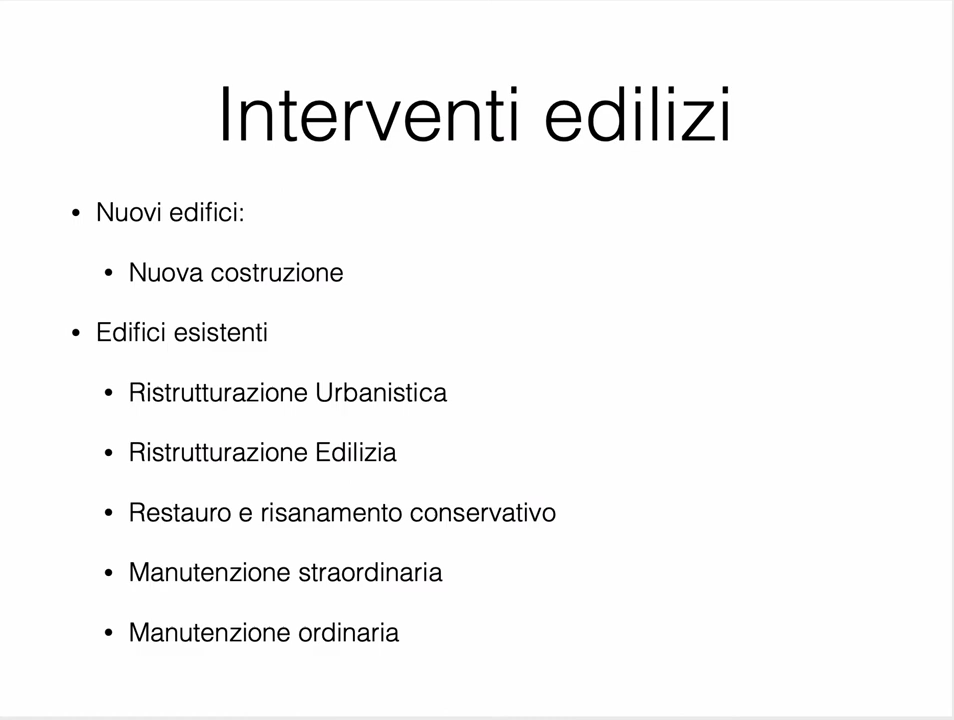 Interventi edilizi
• Nuovi edifici:
• Nuova costruzione
• Edifici esistenti
• Ristrutturazione Urbanistica
• Ristrutturazione Edilizia
• Restauro e risanamento conservativo
• Manutenzione straordinaria
• Manutenzione ordinaria